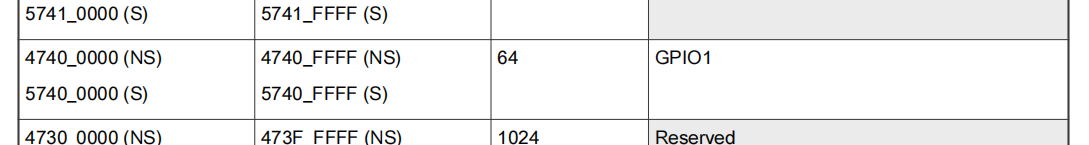 5741_0000 (S) 5741_FFFF (S)
4740_0000 (NS) 4740_FFFF (NS) 64 GPIO1
5740_0000 (S) 5740_FFFF (S)
4730_0000 (NS) 473F_FFFF (NS) 1024 Reserved